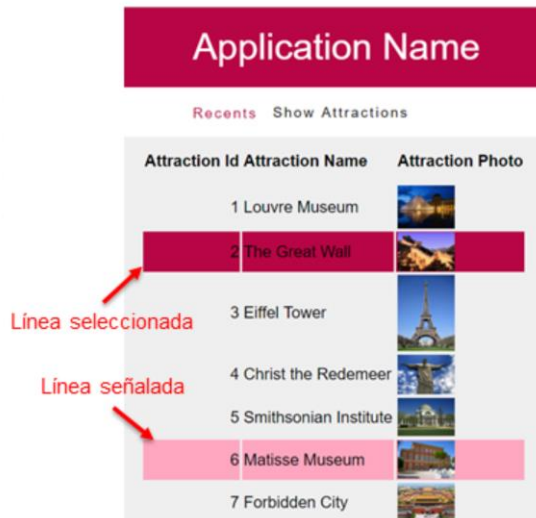 Application Name
Recents Show Attractions
Attraction Id Attraction Name Attraction Photo
1 Louvre Museum
2 The Great Wall
Línea seleccionada
3 Eiffel Tower
4 Christ the Redemeer
Línea señalada
5 Smithsonian Institute
6 Matisse Museum
7 Forbidden City